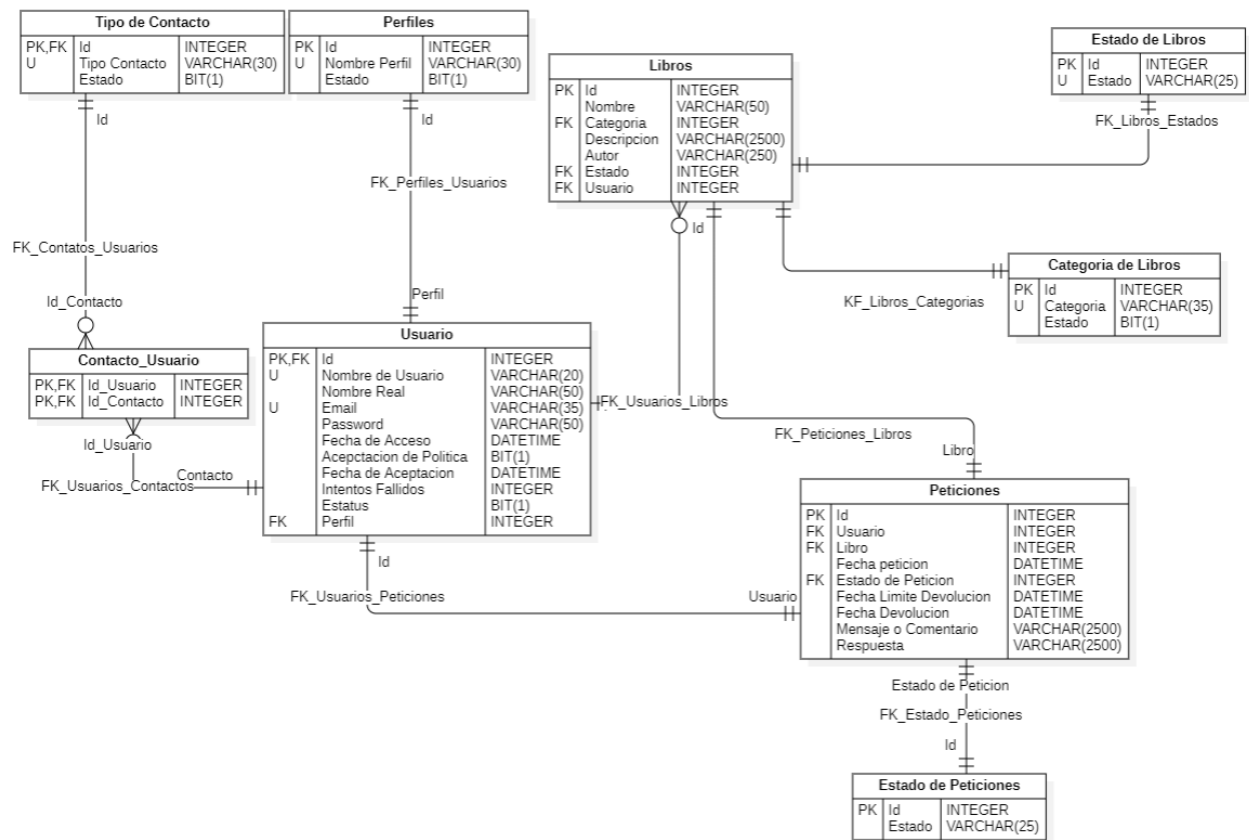 Tipo de Contacto
PK,FK Id INTEGER
U Tipo Contacto VARCHAR(30)
Estado BIT(1)
Id
Perfiles
PK Id INTEGER
U Nombre Perfil VARCHAR(30)
Estado BIT(1)
Id
Libros
PK Id INTEGER
Nombre VARCHAR(50)
FK Categoria INTEGER
Descripcion VARCHAR(2500)
Autor VARCHAR(250)
FK Estado INTEGER
FK Usuario INTEGER
Id
Estado de Libros
PK Id INTEGER
U Estado VARCHAR(25)
FK_Libros_Estados
FK_Perfiles_Usuarios
FK_Contatos_Usuarios
Id_Contacto
Perfil
Categoria de Libros
PK Id INTEGER
U Categoria VARCHAR(35)
Estado BIT(1)
KF_Libros_Categorias
Contacto_Usuario
PK,FK Id_Usuario INTEGER
PK,FK Id_Contacto INTEGER
Id_Usuario
FK_Usuarios_Contactos
Contacto
Usuario
PK,FK Id INTEGER
U Nombre de Usuario VARCHAR(20)
Nombre Real VARCHAR(50)
U Email VARCHAR(35)
Password VARCHAR(50)
Fecha de Acceso DATETIME
Acepctacion de Politica BIT(1)
Fecha de Aceptacion DATETIME
Intentos Fallidos INTEGER
Estatus BIT(1)
FK Perfil INTEGER
Id
FK_Usuarios_Libros
FK_Peticiones_Libros
Libro
FK_Usuarios_Peticiones
Usuario
Peticiones
PK Id INTEGER
FK Usuario INTEGER
FK Libro INTEGER
Fecha peticion DATETIME
FK Estado de Peticion INTEGER
Fecha Limite Devolucion DATETIME
Fecha Devolucion DATETIME
Mensaje o Comentario VARCHAR(2500)
Respuesta VARCHAR(2500)
Estado de Peticion
FK_Estado_Peticiones
Id
Estado de Peticiones
PK Id INTEGER
Estado VARCHAR(25)